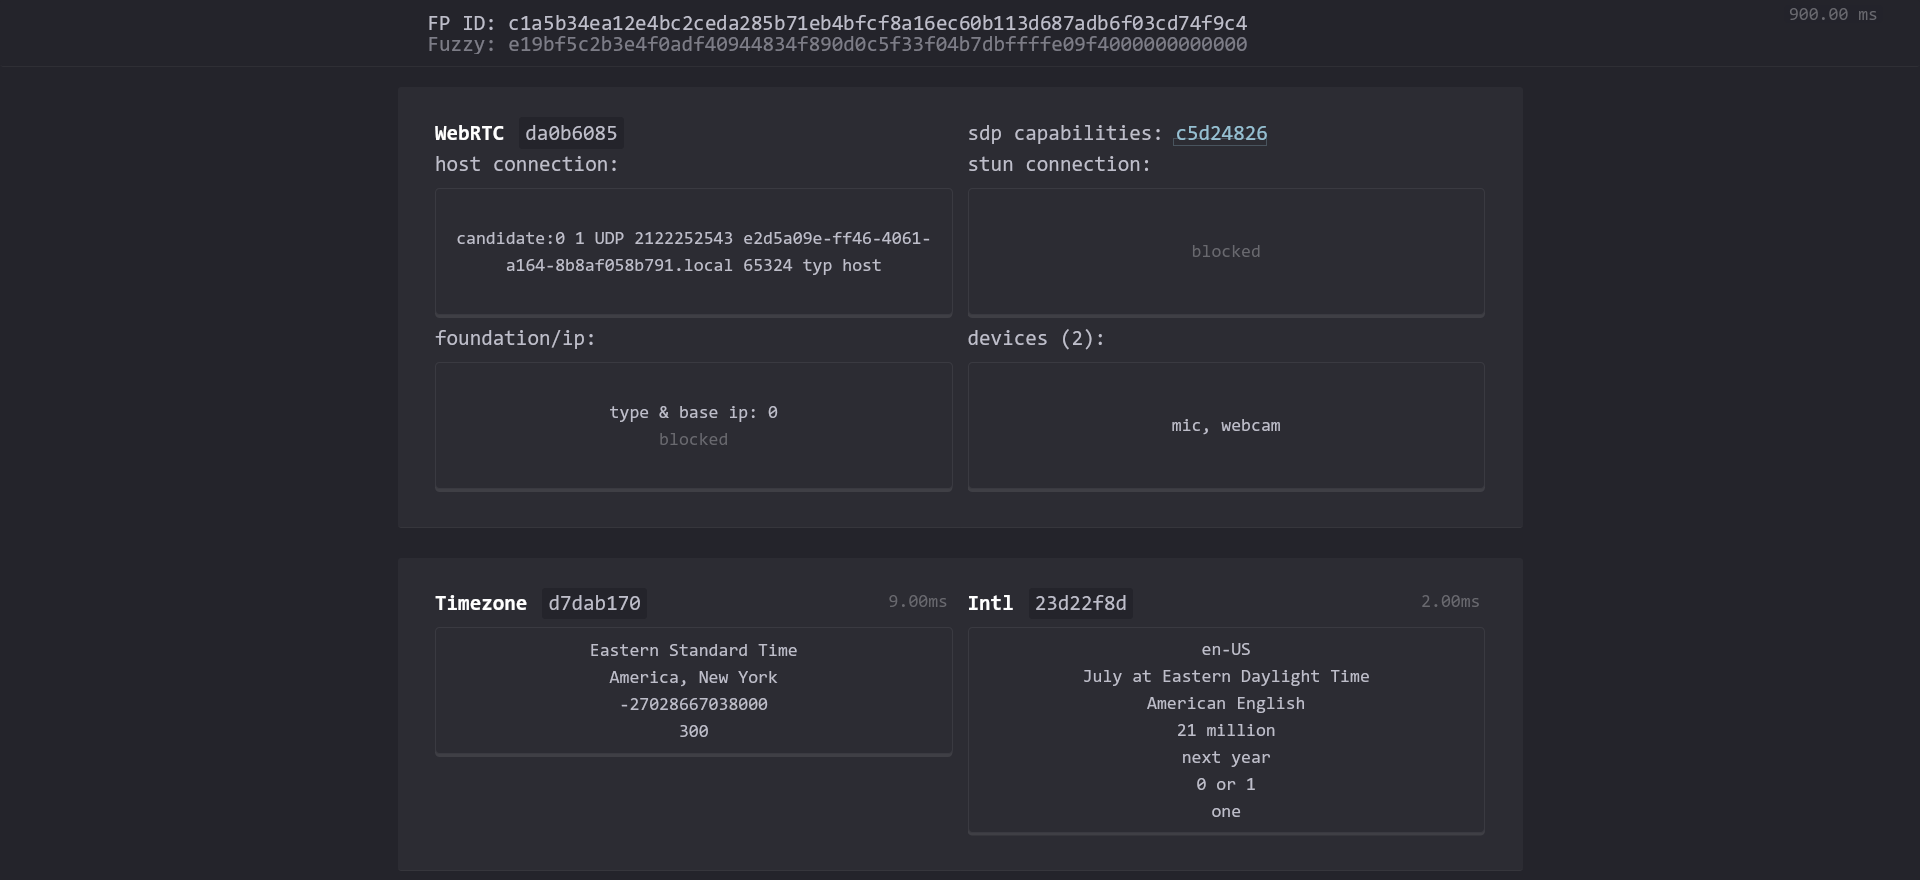 FP ID: c1a5b34ea12e4bc2ceda285b71eb4bfcf8a16ec60b113d687adb6f03cd74f9c4
900.00 ms
Fuzzy: e19bf5c2b3e4f0adf40944834f890d0c5f33f04b7dbffffe09f4000000000000
WebRTC da0b6085
host connection:
candidate:0 1 UDP 2122252543 e2d5a09e-ff46-4061-
a164-8b8af058b791.local 65324 typ host
sdp capabilities: c5d24826
stun connection:
blocked
foundation/ip:
type & base ip: 0
blocked
devices (2):
mic, webcam
Timezone d7dab170 9.00ms
Eastern Standard Time
America, New York
-27028667038000
300
Intl 23d22f8d 2.00ms
en-US
July at Eastern Daylight Time
American English
21 million
next year
0 or 1
one